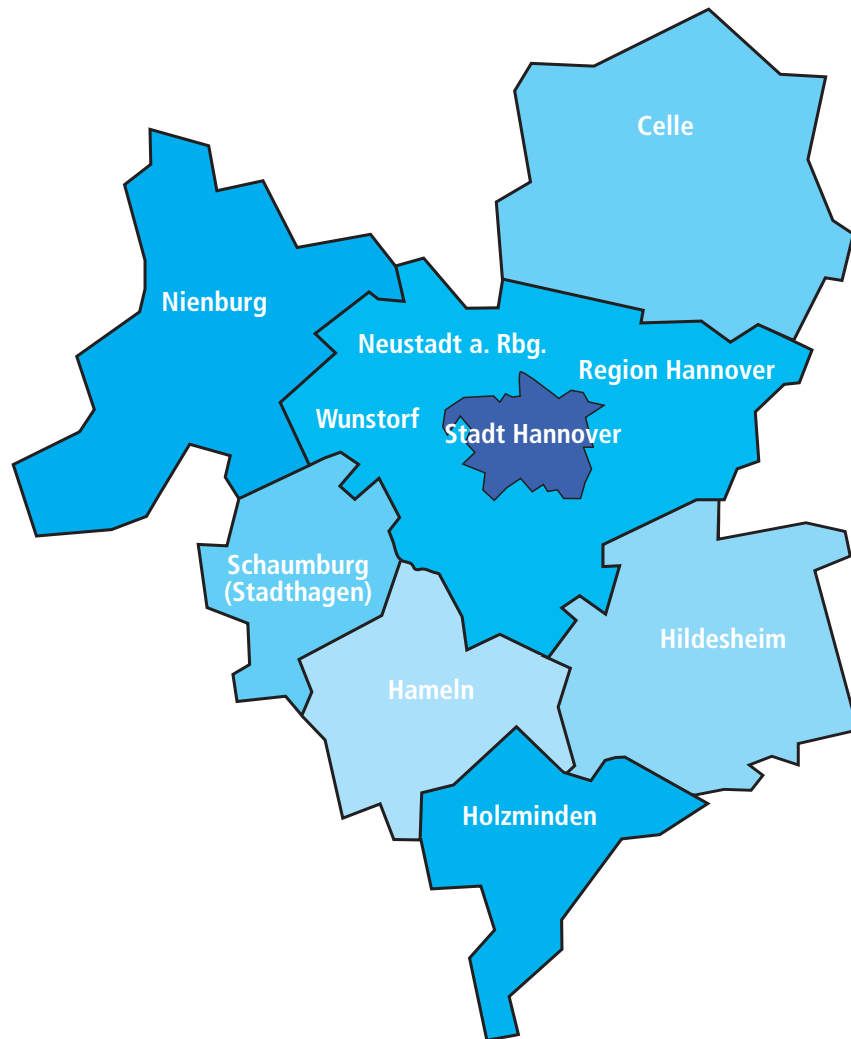 Celle
Nienburg
Neustadt a. Rbg.
Region Hannover
Wunstorf
Stadt Hannover
Schaumburg
(Stadthagen)
Hildesheim
Hameln
Holzminden